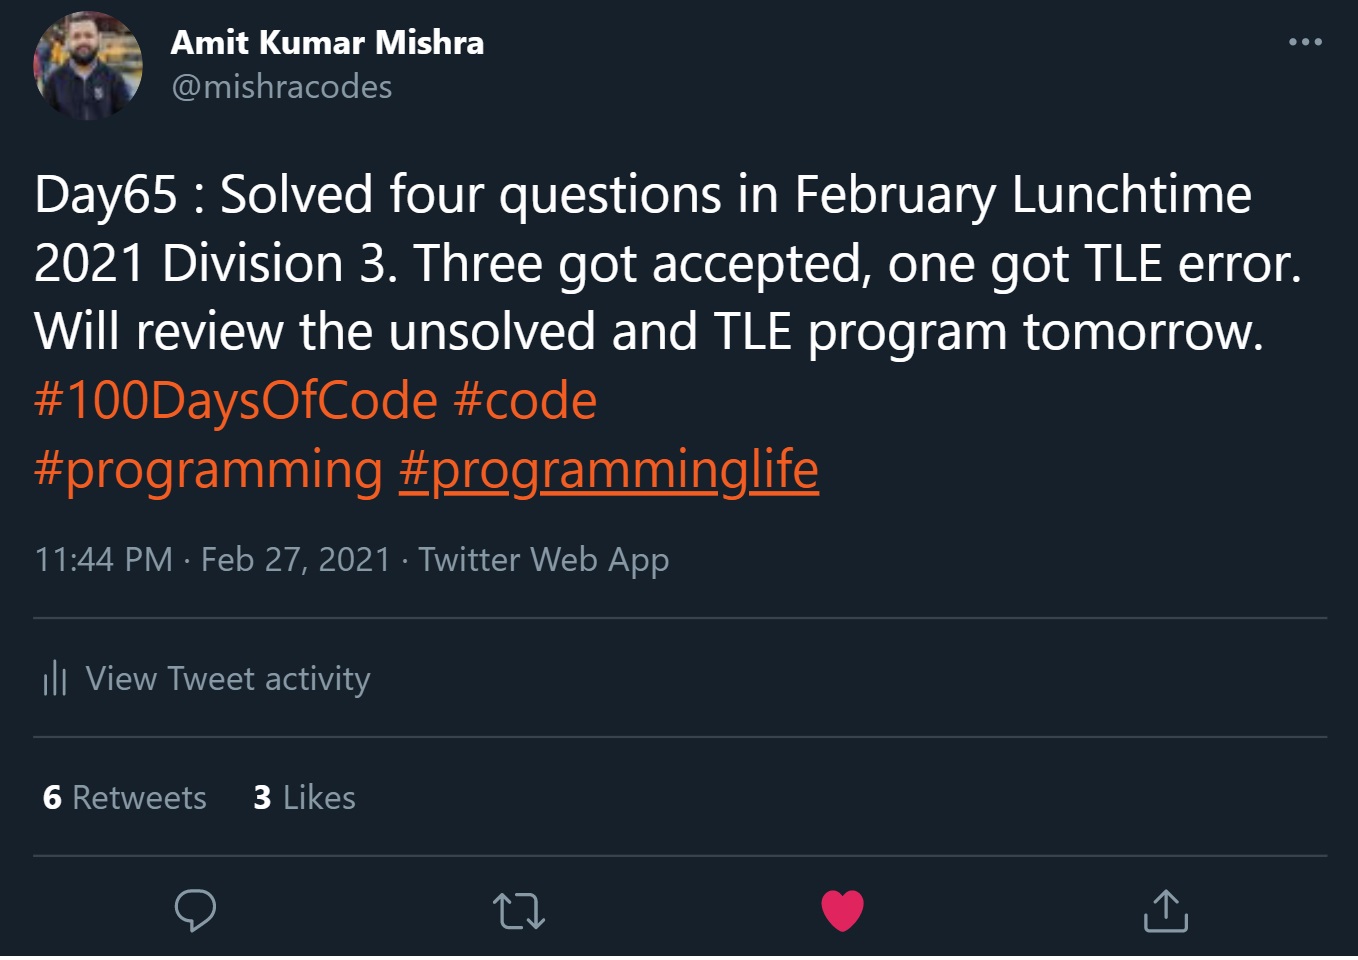 Amit Kumar Mishra
@mishracodes
Day65 : Solved four questions in February Lunchtime
2021 Division 3. Three got accepted, one got TLE error.
Will review the unsolved and TLE program tomorrow.
#100DaysOfCode #code
#programming #programminglife
11:44 PM · Feb 27, 2021 · Twitter Web App
View Tweet activity
6 Retweets 3 Likes